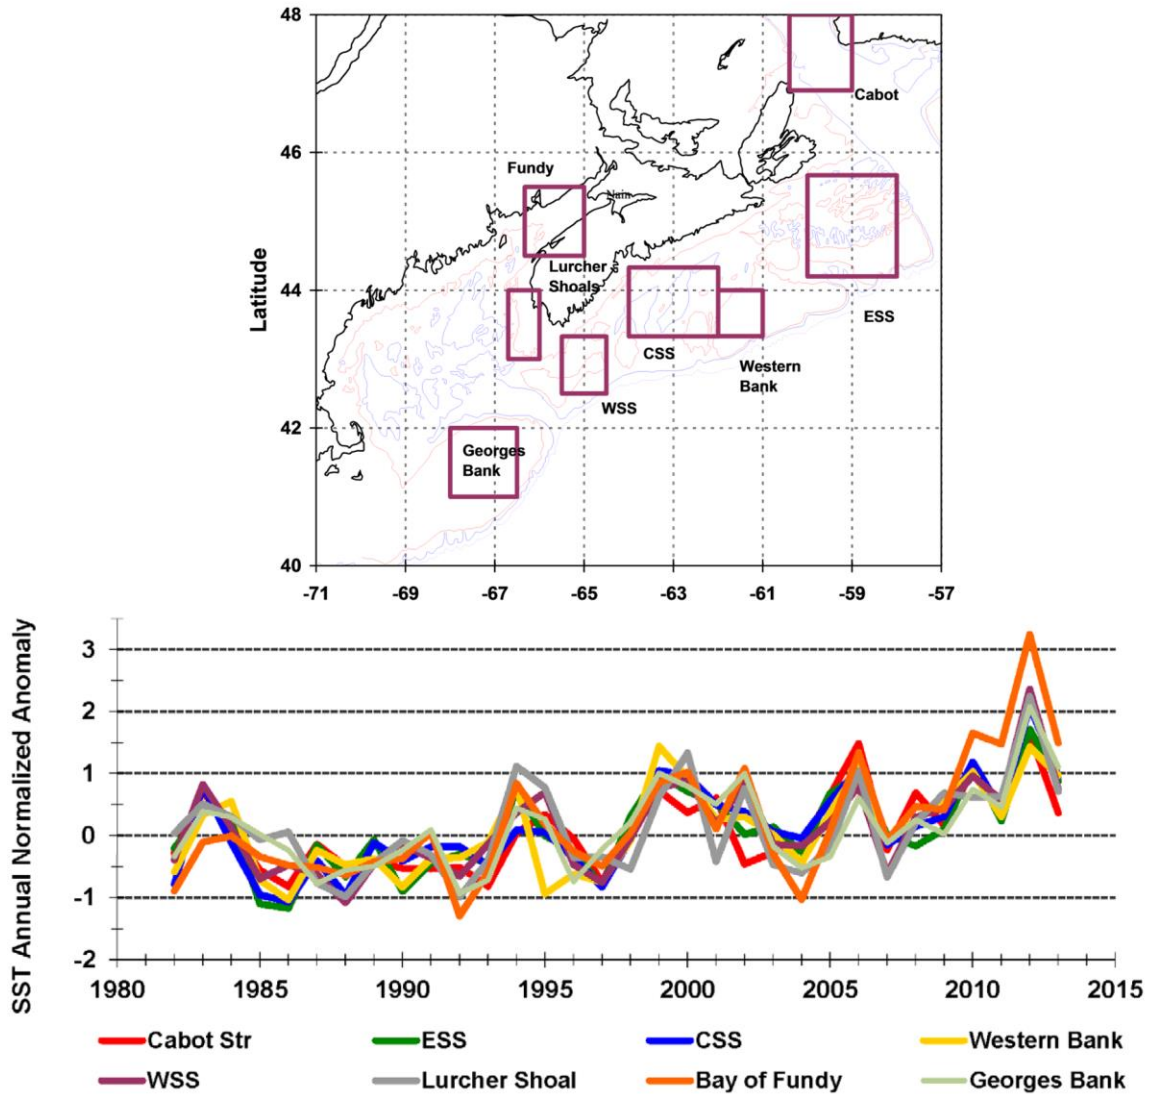 48
Cabot
46
Fundy
Nain
Lurcher
Shoals
Latitude
44
ESS
CSS
Western
Bank
WSS
42
Georges
Bank
40
-71 -69 -67 -65 -63 -61 -59 -57
SST Annual Normalized Anomaly
3
2
1
0
-1
-2
1980 1985 1990 1995 2000 2005 2010 2015
Cabot Str ESS CSS Western Bank
WSS Lurcher Shoal Bay of Fundy Georges Bank